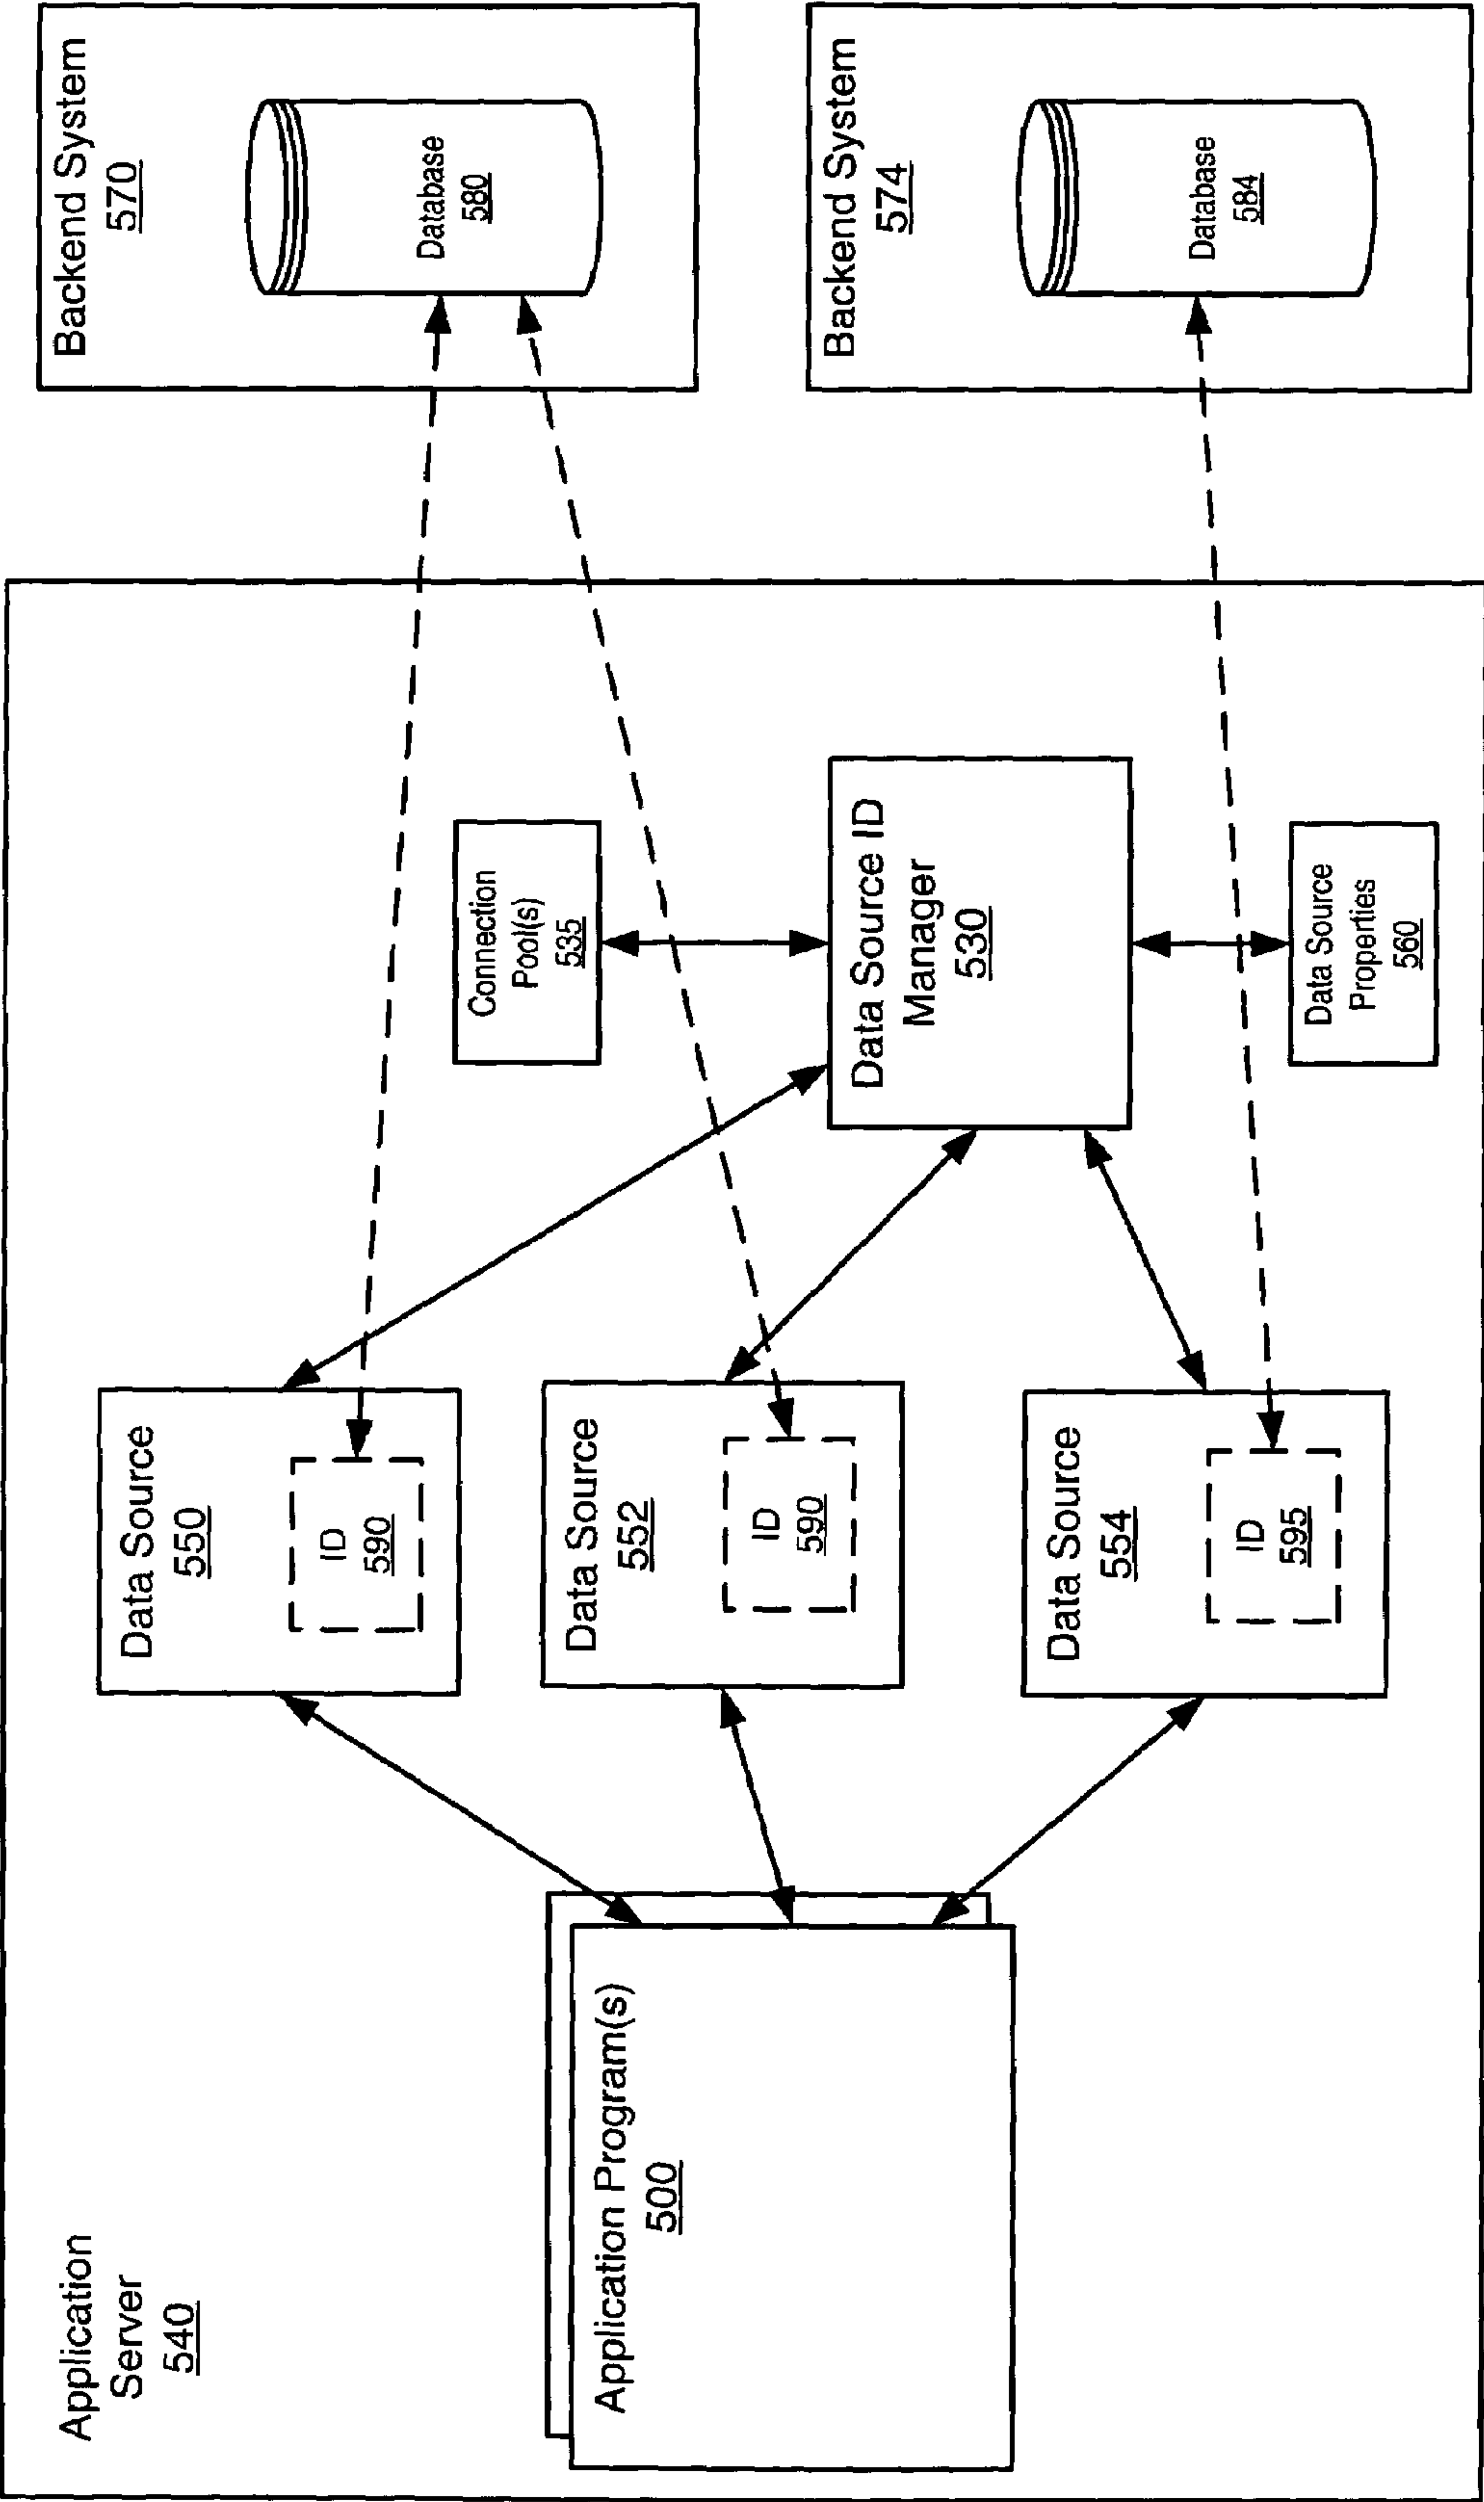 Application
Server
540
Application Program(s)
500
Data Source
550
ID
590
Data Source
552
ID
590
Data Source
554
ID
595
Connection
Pool(s)
535
Data Source ID
Manager
530
Data Source
Properties
560
Backend System
570
Database
580
Backend System
574
Database
584